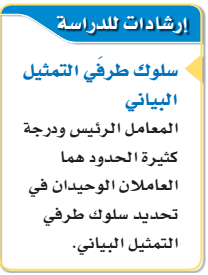 إرشادات للدراسة
سلوك طرفَي التمثيل
البياني
المعامل الرئيس ودرجة
كثيرة الحدود هما
العاملان الوحيدان في
تحديد سلوك طرفي
التمثيل البياني.